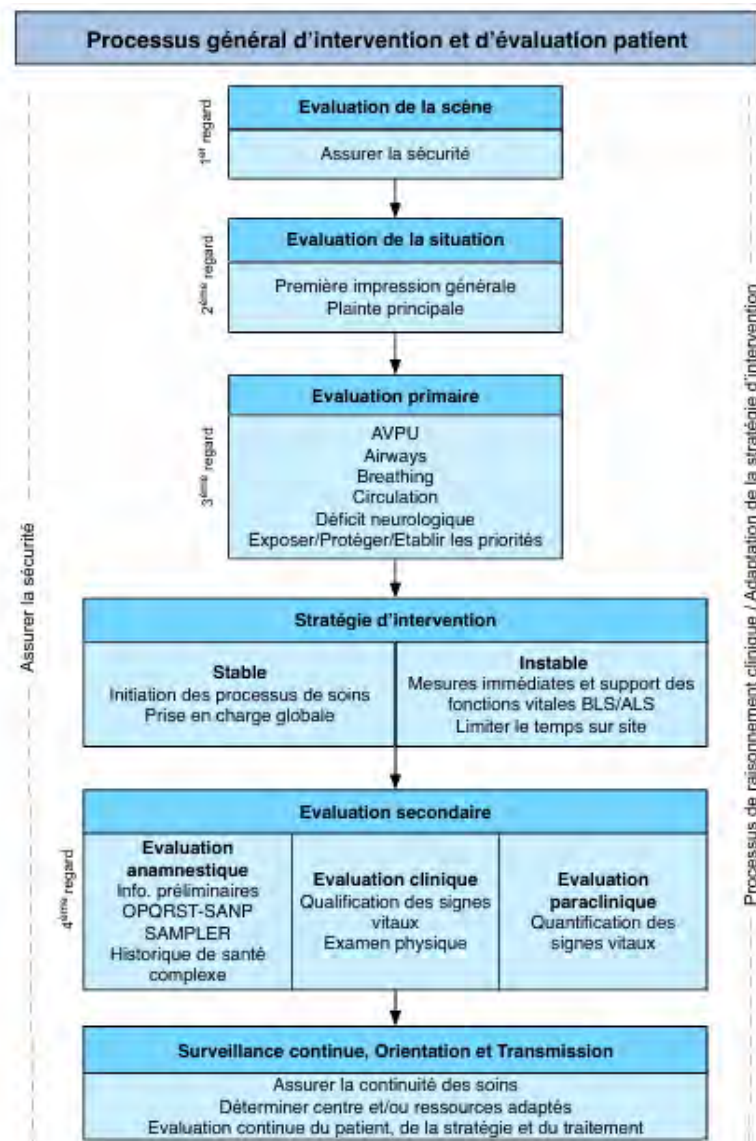 Processus général d'intervention et d'évaluation patient
1er regard
Evaluation de la scène
Assurer la sécurité
2ème regard
Evaluation de la situation
Première impression générale
Plainte principale
3ème regard
Evaluation primaire
AVPU
Airways
Breathing
Circulation
Déficit neurologique
Exposer/Protéger/Etablir les priorités
Stratégie d'intervention
Stable
Initiation des processus de soins
Prise en charge globale
Instable
Mesures immédiates et support des
fonctions vitales BLS/ALS
Limiter le temps sur site
4ème regard
Evaluation secondaire
Evaluation
anamnestique
Info. préliminaires
OPQRST-SANP
SAMPLER
Historique de santé
complexe
Evaluation clinique
Qualification des signes
vitaux
Examen physique
Evaluation
paraclinique
Quantification des
signes vitaux
Surveillance continue, Orientation et Transmission
Assurer la continuité des soins
Déterminer centre et/ou ressources adaptés
Evaluation continue du patient, de la stratégie et du traitement
Assurer la sécurité
Processus de raisonnement clinique / Adaptation de la stratégie d'intervention